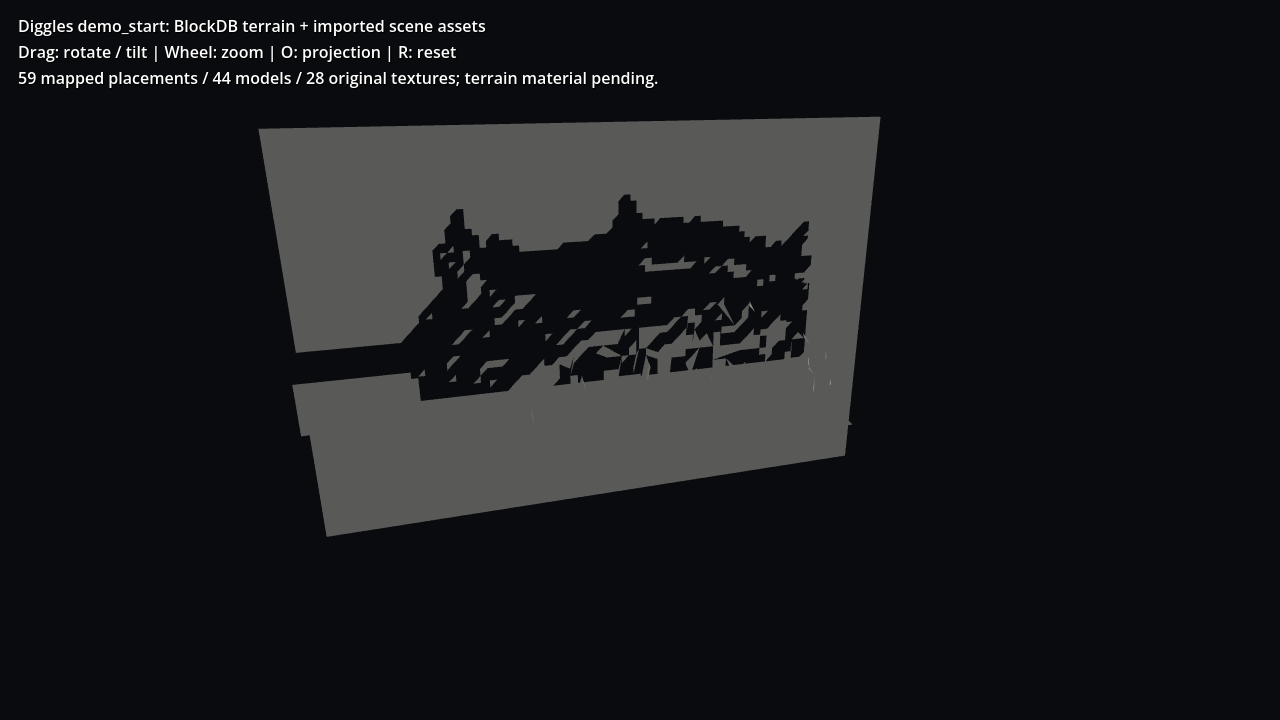 Diggles demo_start: BlockDB terrain + imported scene assets
Drag: rotate / tilt | Wheel: zoom | O: projection | R: reset
59 mapped placements / 44 models / 28 original textures; terrain material pending.